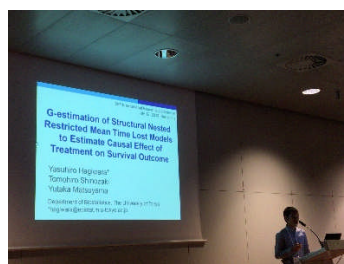 G-estimation of Structural Nested
Restricted Mean Time Lost Models
to Estimate Causal Effect of
Treatment on Survival Outcome
Yasuhiro Hagiwara*
Tomohiro Shinozaki
Yutaka Matsuyama
Department of Biostatistics, The University of Tokyo